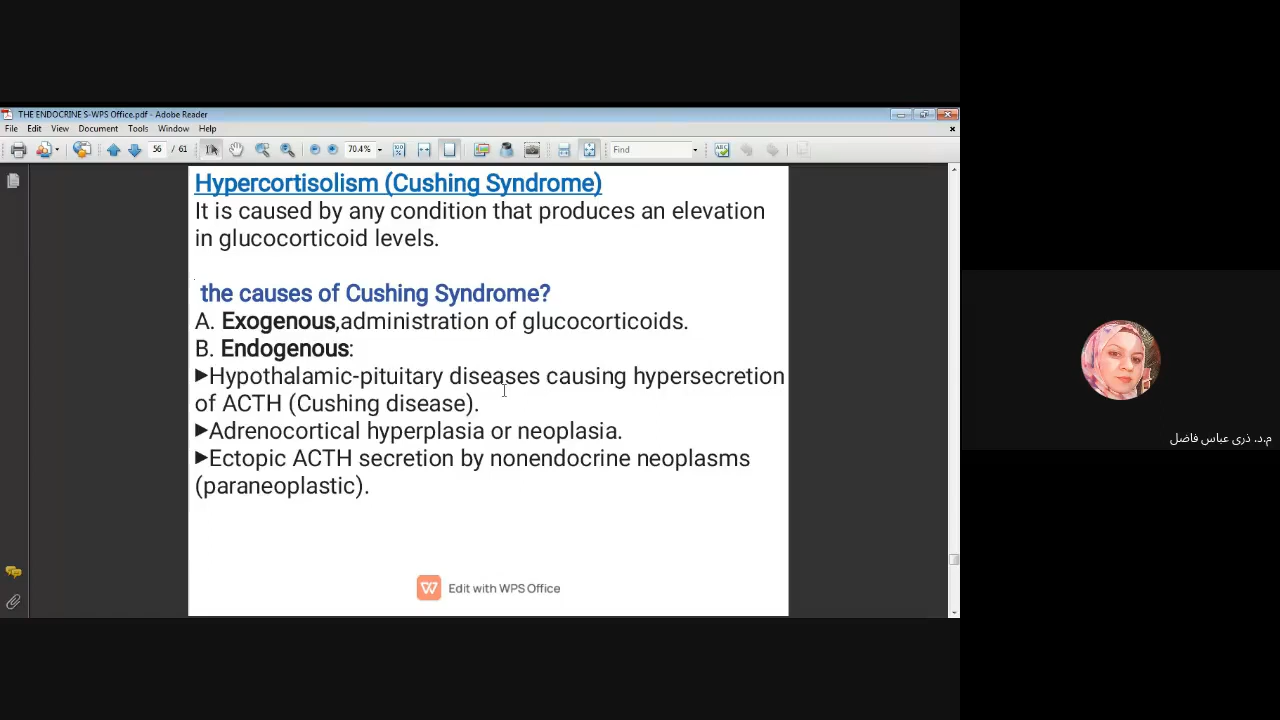 THE ENDOCRINE S-WPS Office.pdf - Adobe Reader
File Edit View Document Tools Window Help
56 / 61 70.4% Find
Hypercortisolism (Cushing Syndrome)
It is caused by any condition that produces an elevation
in glucocorticoid levels.
the causes of Cushing Syndrome?
A. Exogenous,administration of glucocorticoids.
B. Endogenous:
►Hypothalamic-pituitary diseases causing hypersecretion
of ACTH (Cushing disease).
►Adrenocortical hyperplasia or neoplasia.
►Ectopic ACTH secretion by nonendocrine neoplasms
(paraneoplastic).
Edit with WPS Office
م.د. ذرى عباس فاضل